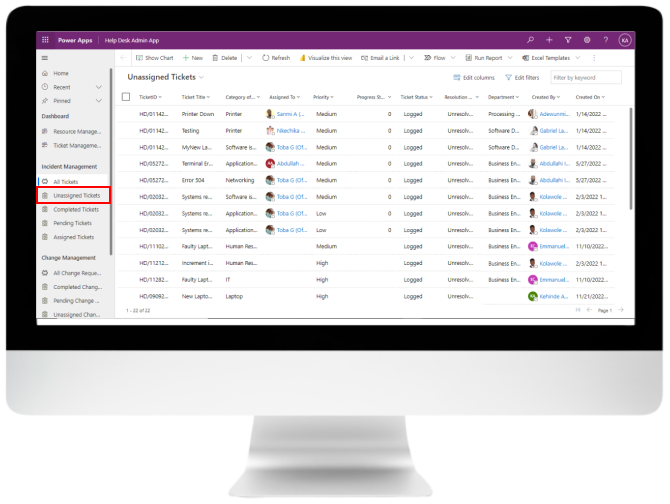 Power Apps | Help Desk Admin App KA
Show Chart + New Delete Refresh Visualize this view Email a Link Flow Run Report Excel Templates
Home
Recent
Pinned
Dashboard
Resource Manage...
Ticket Manageme...
Incident Management
All Tickets
Unassigned Tickets
Completed Tickets
Pending Tickets
Assigned Tickets
Change Management
All Change Reque...
Completed Chang...
Pending Change ...
Unassigned Chan...
Unassigned Tickets
Edit columns Edit filters Filter by keyword
TicketID Ticket Title Category of... Assigned To Priority Progress St... Ticket Status Resolution ... Department Created By Created On
HD/01142... Printer Down Printer Sanmi A (... Medium 0 Logged Unresolv... Processing ... Adewunmi... 1/14/2022 ...
HD/01142... Testing Printer Nkechika ... Medium 0 Logged Unresolv... Software D... Gabriel La... 1/14/2022 ...
HD/01142... MyNew La... Software is... Toba G (Of... Medium 0 Logged Unresolv... Software D... Gabriel La... 1/14/2022 ...
HD/05272... Terminal Er... Application... Abdullah ... Medium 0 Logged Unresolv... Business En... Abdullahi I... 5/27/2022 ...
HD/05272... Error 504 Networking Toba G (Of... Medium 0 Logged Unresolv... Business En... Abdullahi I... 5/27/2022 ...
HD/02032... Systems re... Software is... Toba G (Of... Medium 0 Logged Unresolv... Business En... Kolawole ... 2/3/2022 1...
HD/02032... Systems re... Application... Toba G (Of... Low 0 Logged Unresolv... Business En... Kolawole ... 2/3/2022 1...
HD/02032... Systems re... Application... Toba G (Of... Low 0 Logged Unresolv... Business En... Kolawole ... 2/3/2022 1...
HD/11102... Faulty Lapt... Human Res... Medium Logged Unresolv... Business En... Emmanuel... 11/10/2022...
HD/11212... Increment i... Human Res... High Logged Unresolv... Business En... Kolawole ... 2/3/2022 1...
HD/11282... Faulty Lapt... IT High Logged Unresolv... Business En... Emmanuel... 11/10/2022...
HD/09092... New Lapto... Laptop High Logged Unresolv... Business En... Kehinde A... 11/21/2022...
1 - 22 of 22 Page 1